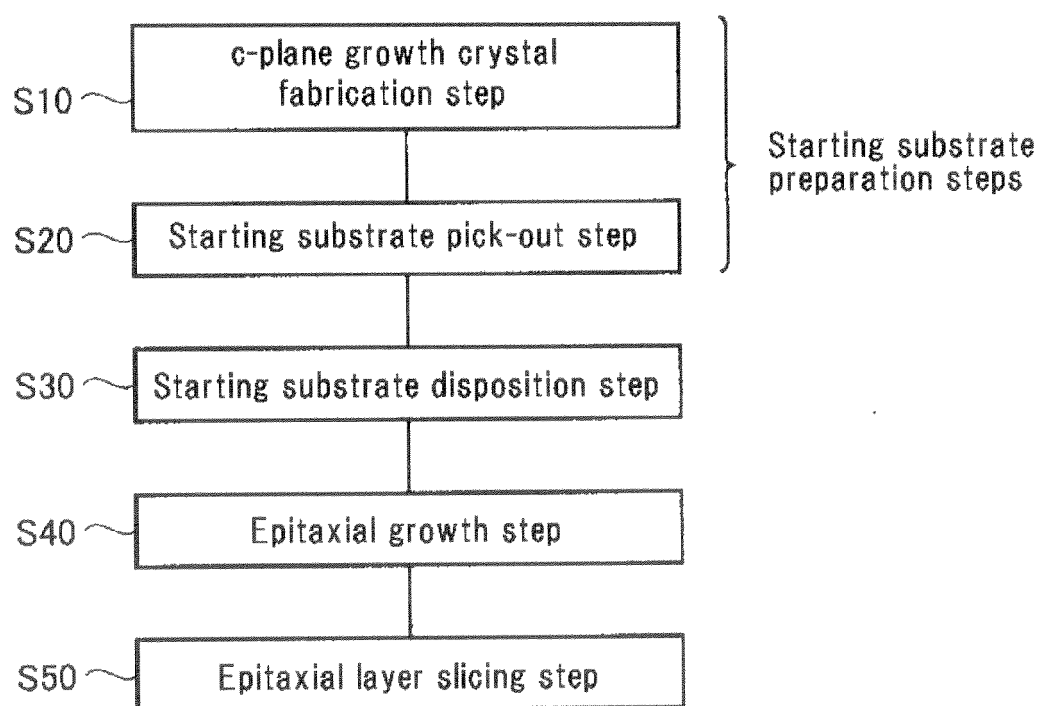 S10
c-plane growth crystal
fabrication step
Starting substrate
preparation steps
S20
Starting substrate pick-out step
S30
Starting substrate disposition step
S40
Epitaxial growth step
S50
Epitaxial layer slicing step